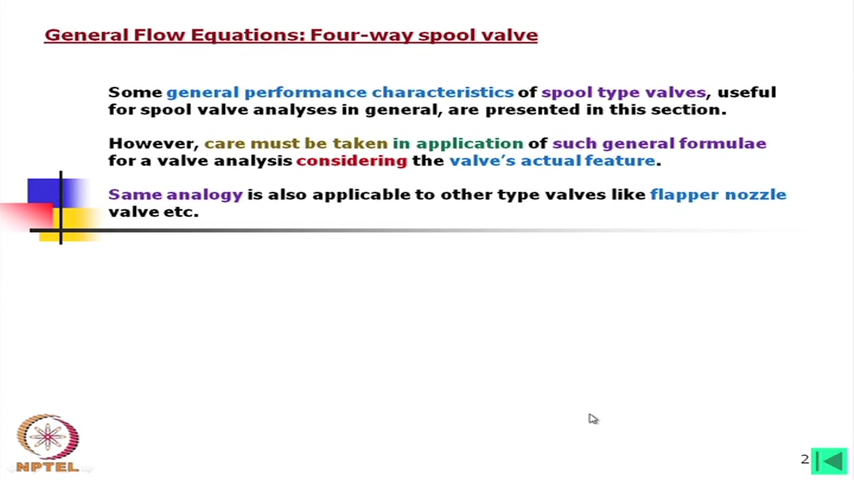 General Flow Equations: Four-way spool valve
Some general performance characteristics of spool type valves, useful
for spool valve analyses in general, are presented in this section.
However, care must be taken in application of such general formulae
for a valve analysis considering the valve's actual feature.
Same analogy is also applicable to other type valves like flapper nozzle
valve etc.
NPTEL
2